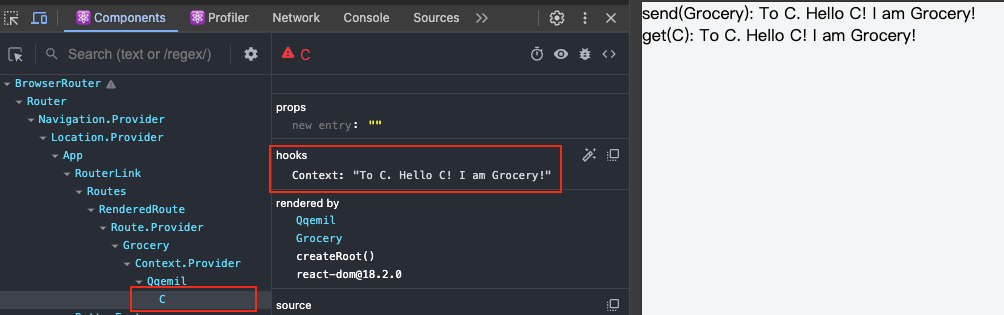 Components
Profiler
Network
Console
Sources
Search (text or /regex/)
C
BrowserRouter
Router
Navigation.Provider
Location.Provider
App
RouterLink
Routes
RenderedRoute
Route.Provider
Grocery
Context.Provider
Qqemil
C
props
new entry: ""
hooks
Context: "To C. Hello C! I am Grocery!"
rendered by
Qqemil
Grocery
createRoot()
react-dom@18.2.0
source
send(Grocery): To C. Hello C! I am Grocery!
get(C): To C. Hello C! I am Grocery!